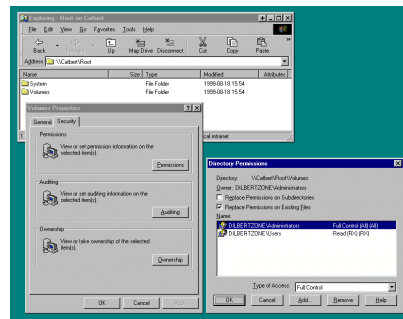 Exploring - Root on Catbert
File Edit View Go Favorites Tools Help
Back Forward Up Map Drive Disconnect Cut Copy Paste
Address \\Catbert\Root
Name Size Type Modified Attributes
System File Folder 1999-08-18 15:54
Volumes File Folder 1999-08-18 15:54
cal intranet
Volumes Properties
General Security
Permissions
View or set permission information on the
selected item(s).
Permissions
Auditing
View or set auditing information on the
selected item(s).
Auditing
Ownership
View or take ownership of the selected
item(s).
Ownership
OK Cancel Apply
Directory Permissions
Directory: \\Catbert\Root\Volumes
Owner: DILBERTZONE\Administrators
Replace Permissions on Subdirectories
Replace Permissions on Existing Files
Name:
DILBERTZONE\Administrators Full Control (All) (All)
DILBERTZONE\Users Read (RX) (RX)
Type of Access: Full Control
OK Cancel Add... Remove Help